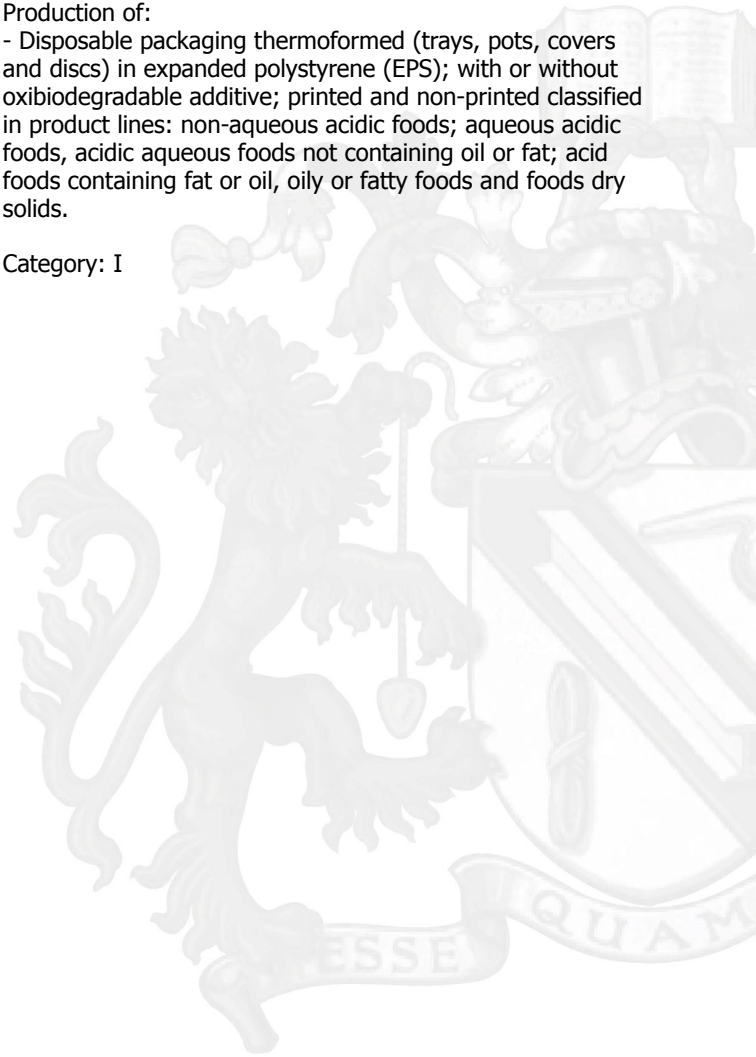 Production of:
- Disposable packaging thermoformed (trays, pots, covers
and discs) in expanded polystyrene (EPS); with or without
oxibiodegradable additive; printed and non-printed classified
in product lines: non-aqueous acidic foods; aqueous acidic
foods, acidic aqueous foods not containing oil or fat; acid
foods containing fat or oil, oily or fatty foods and foods dry
solids.
Category: I
ESSE QUAM